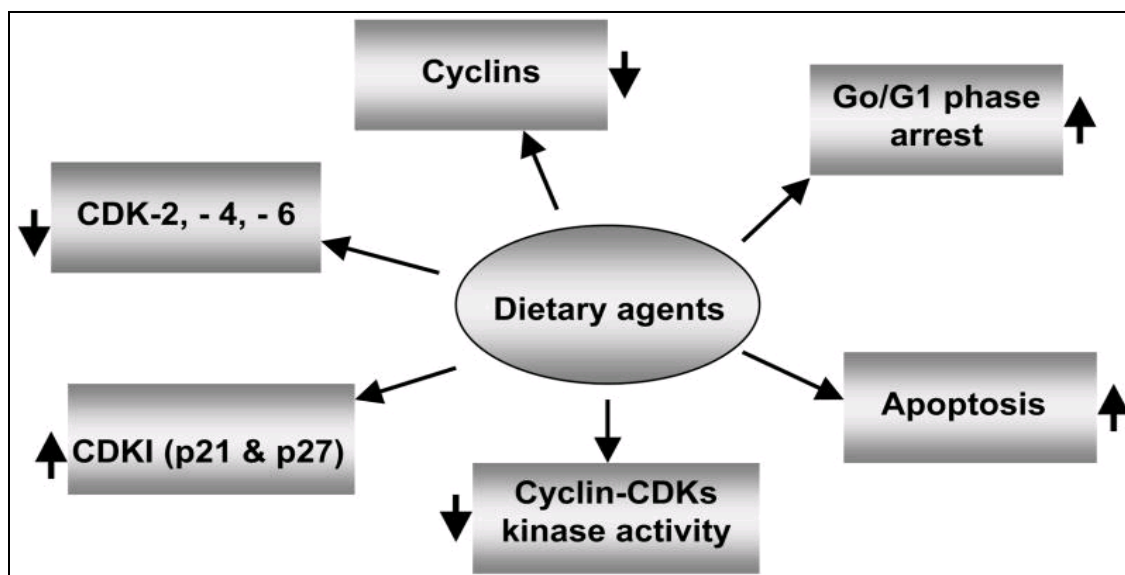 Cyclins
Go/G1 phase
arrest
CDK-2, - 4, - 6
Dietary agents
Apoptosis
CDKI (p21 & p27)
Cyclin-CDKs
kinase activity